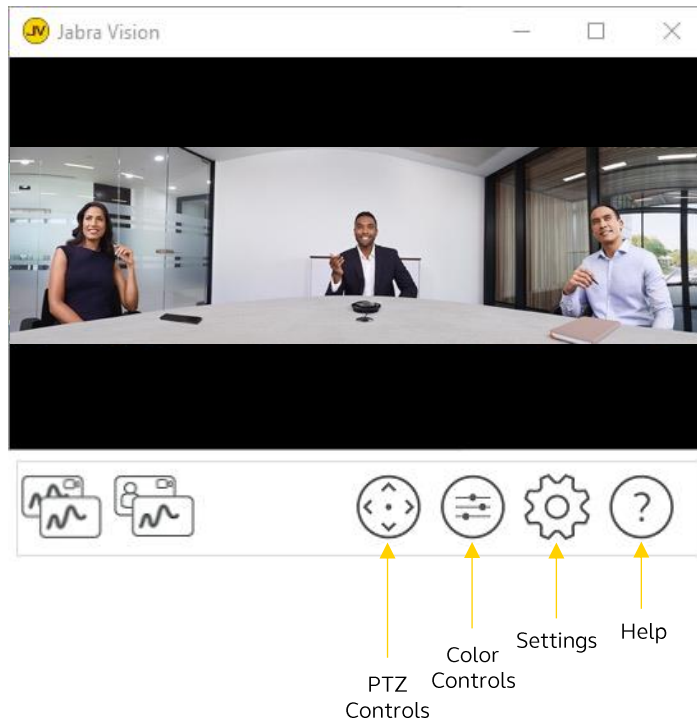 JV Jabra Vision
?
Settings
Help
Color
Controls
PTZ
Controls